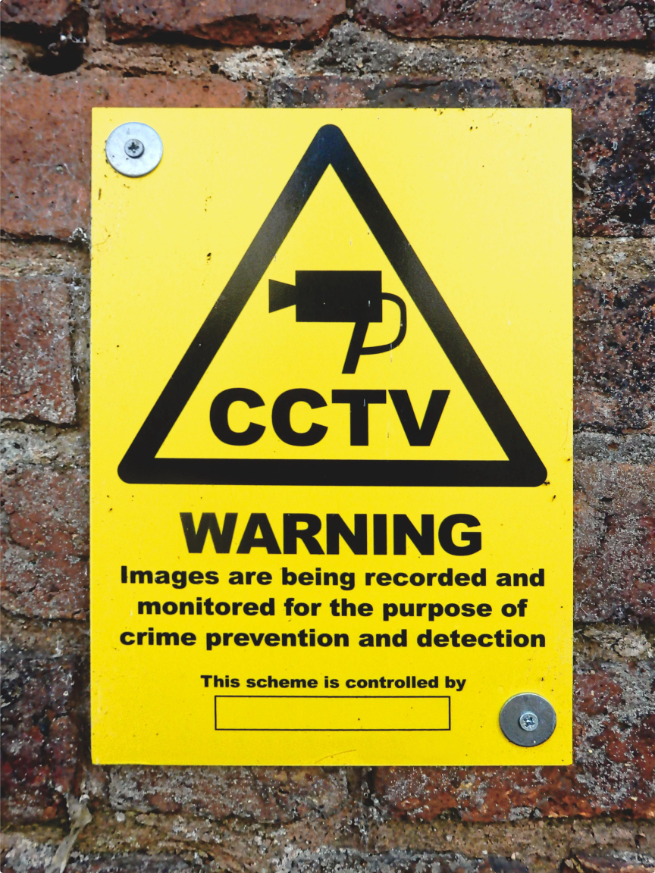 CCTV
WARNING
Images are being recorded and
monitored for the purpose of
crime prevention and detection
This scheme is controlled by